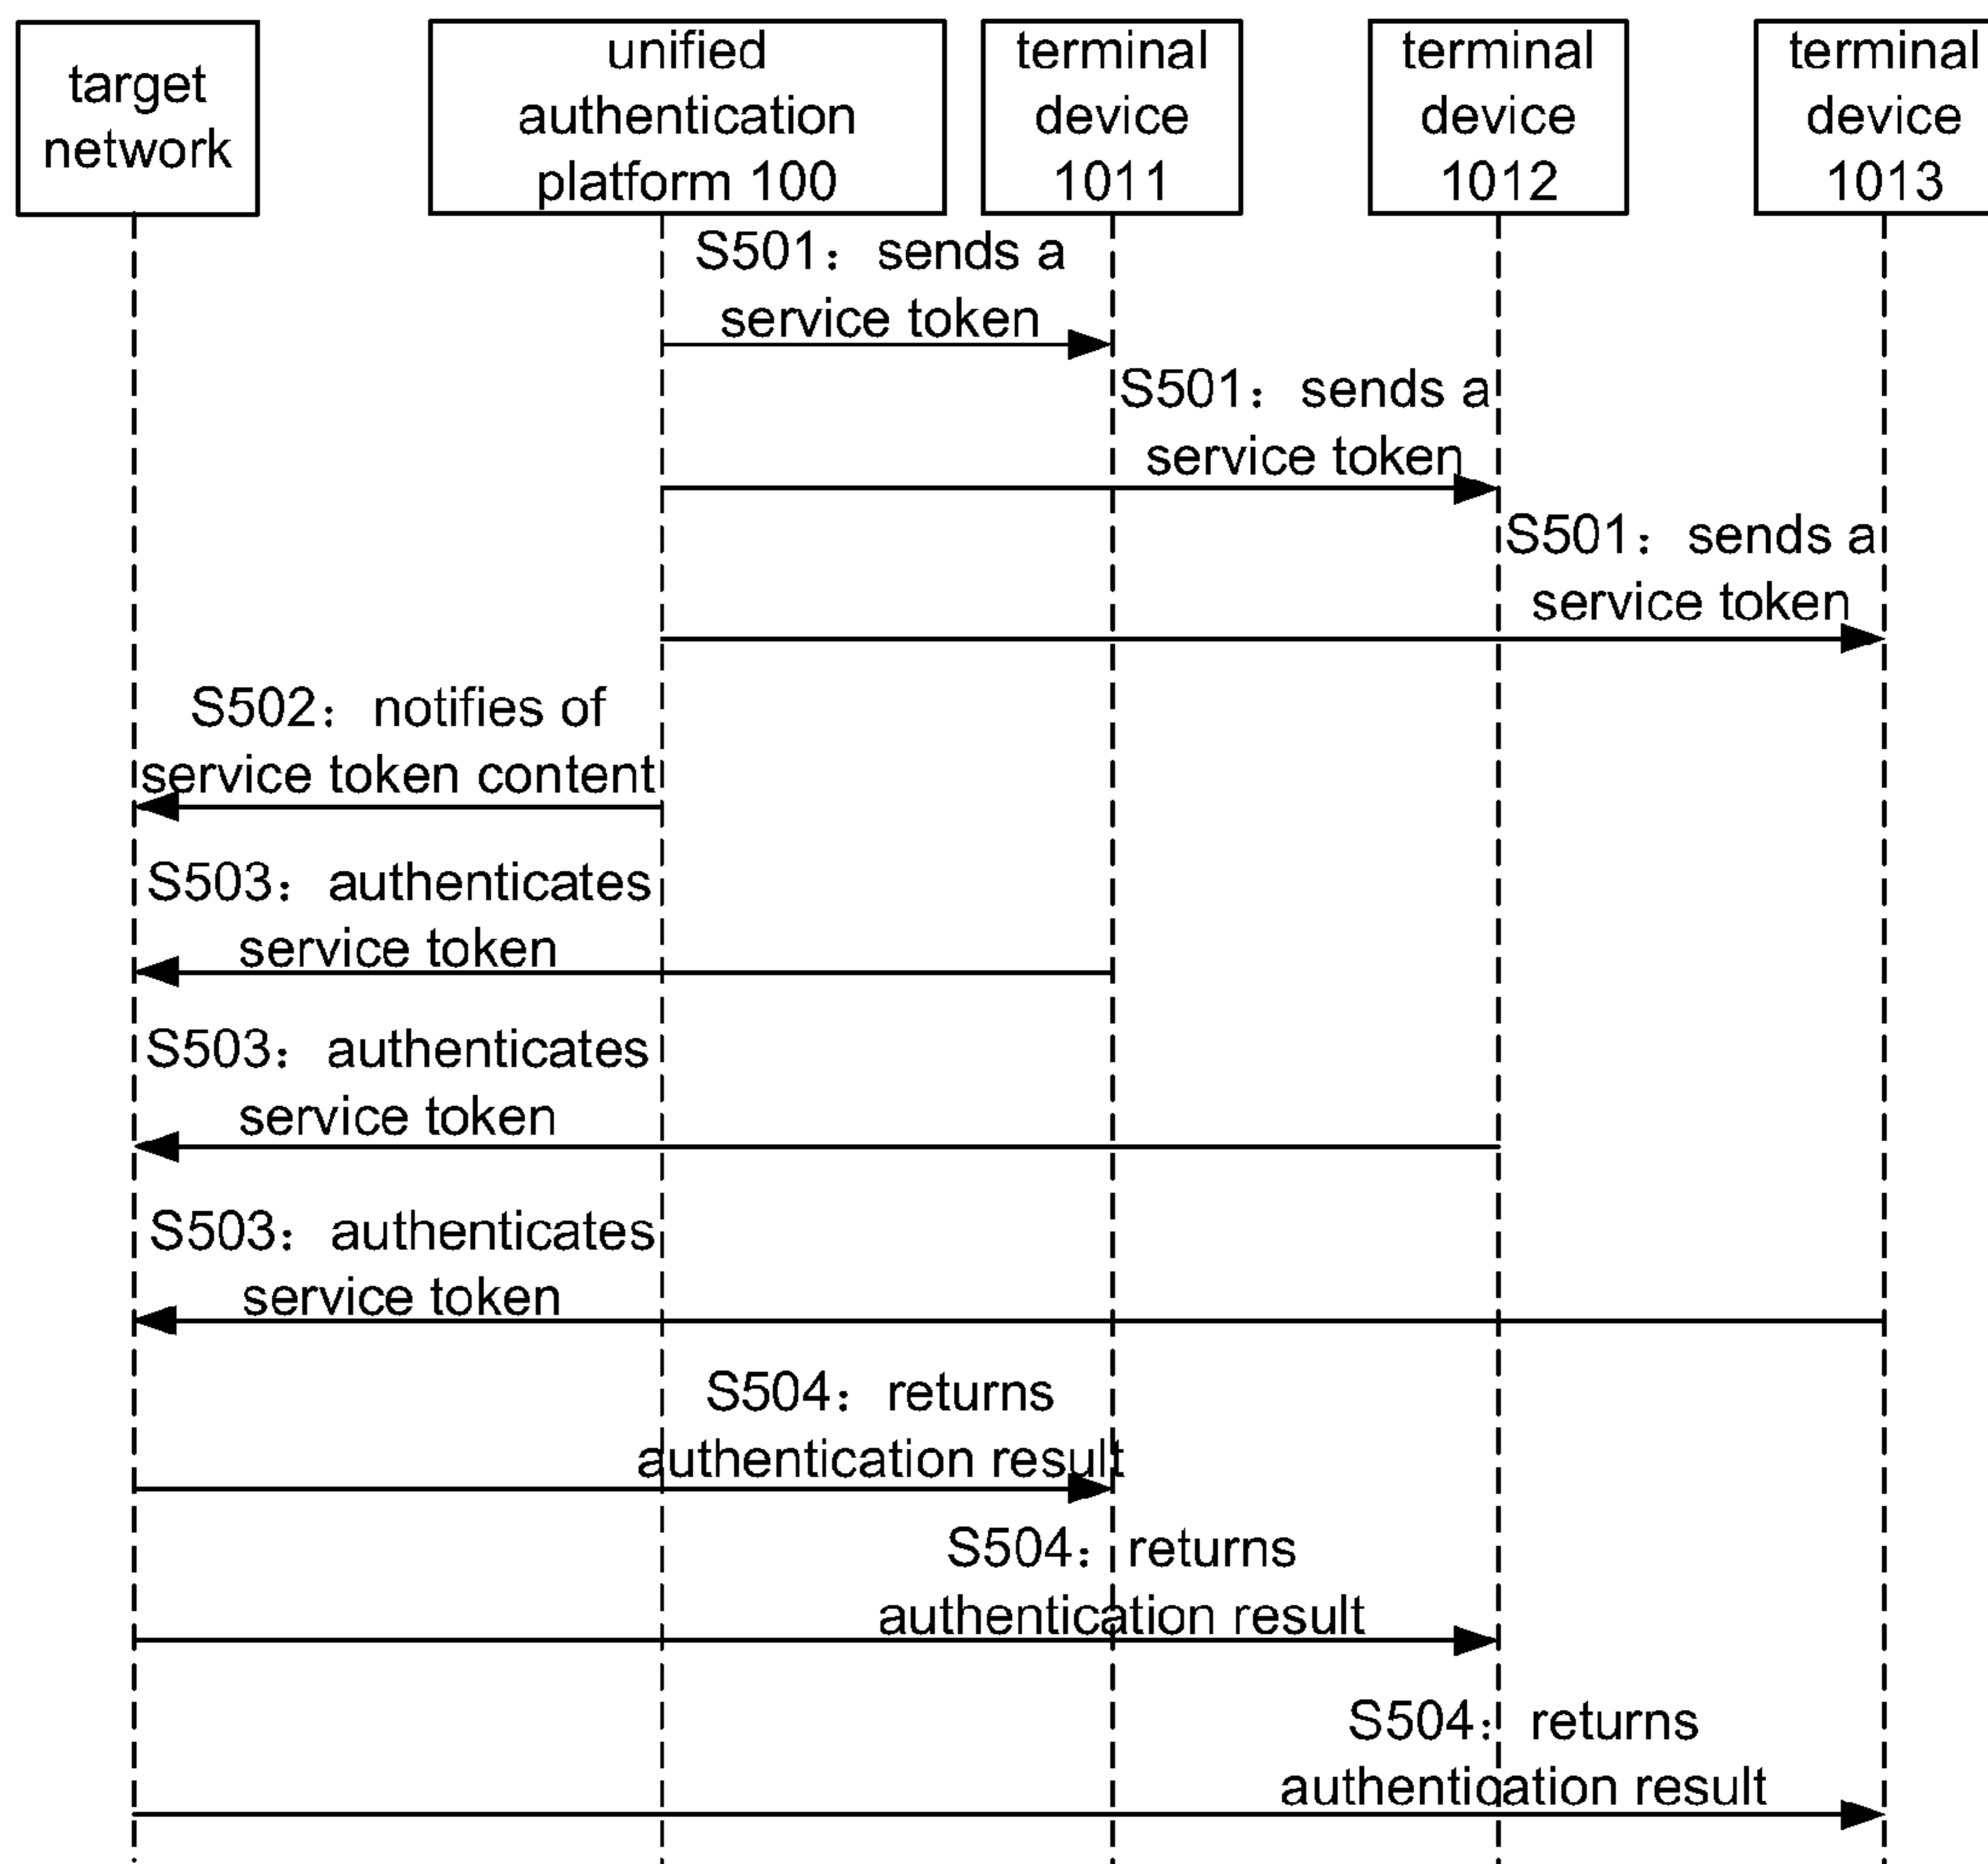 target
network
unified
authentication
platform 100
terminal
device
1011
terminal
device
1012
terminal
device
1013
S501： sends a
service token
S501： sends a
service token
S501： sends a
service token
S502： notifies of
service token content
S503： authenticates
service token
S503： authenticates
service token
S503： authenticates
service token
S504： returns
authentication result
S504： returns
authentication result
S504： returns
authentication result